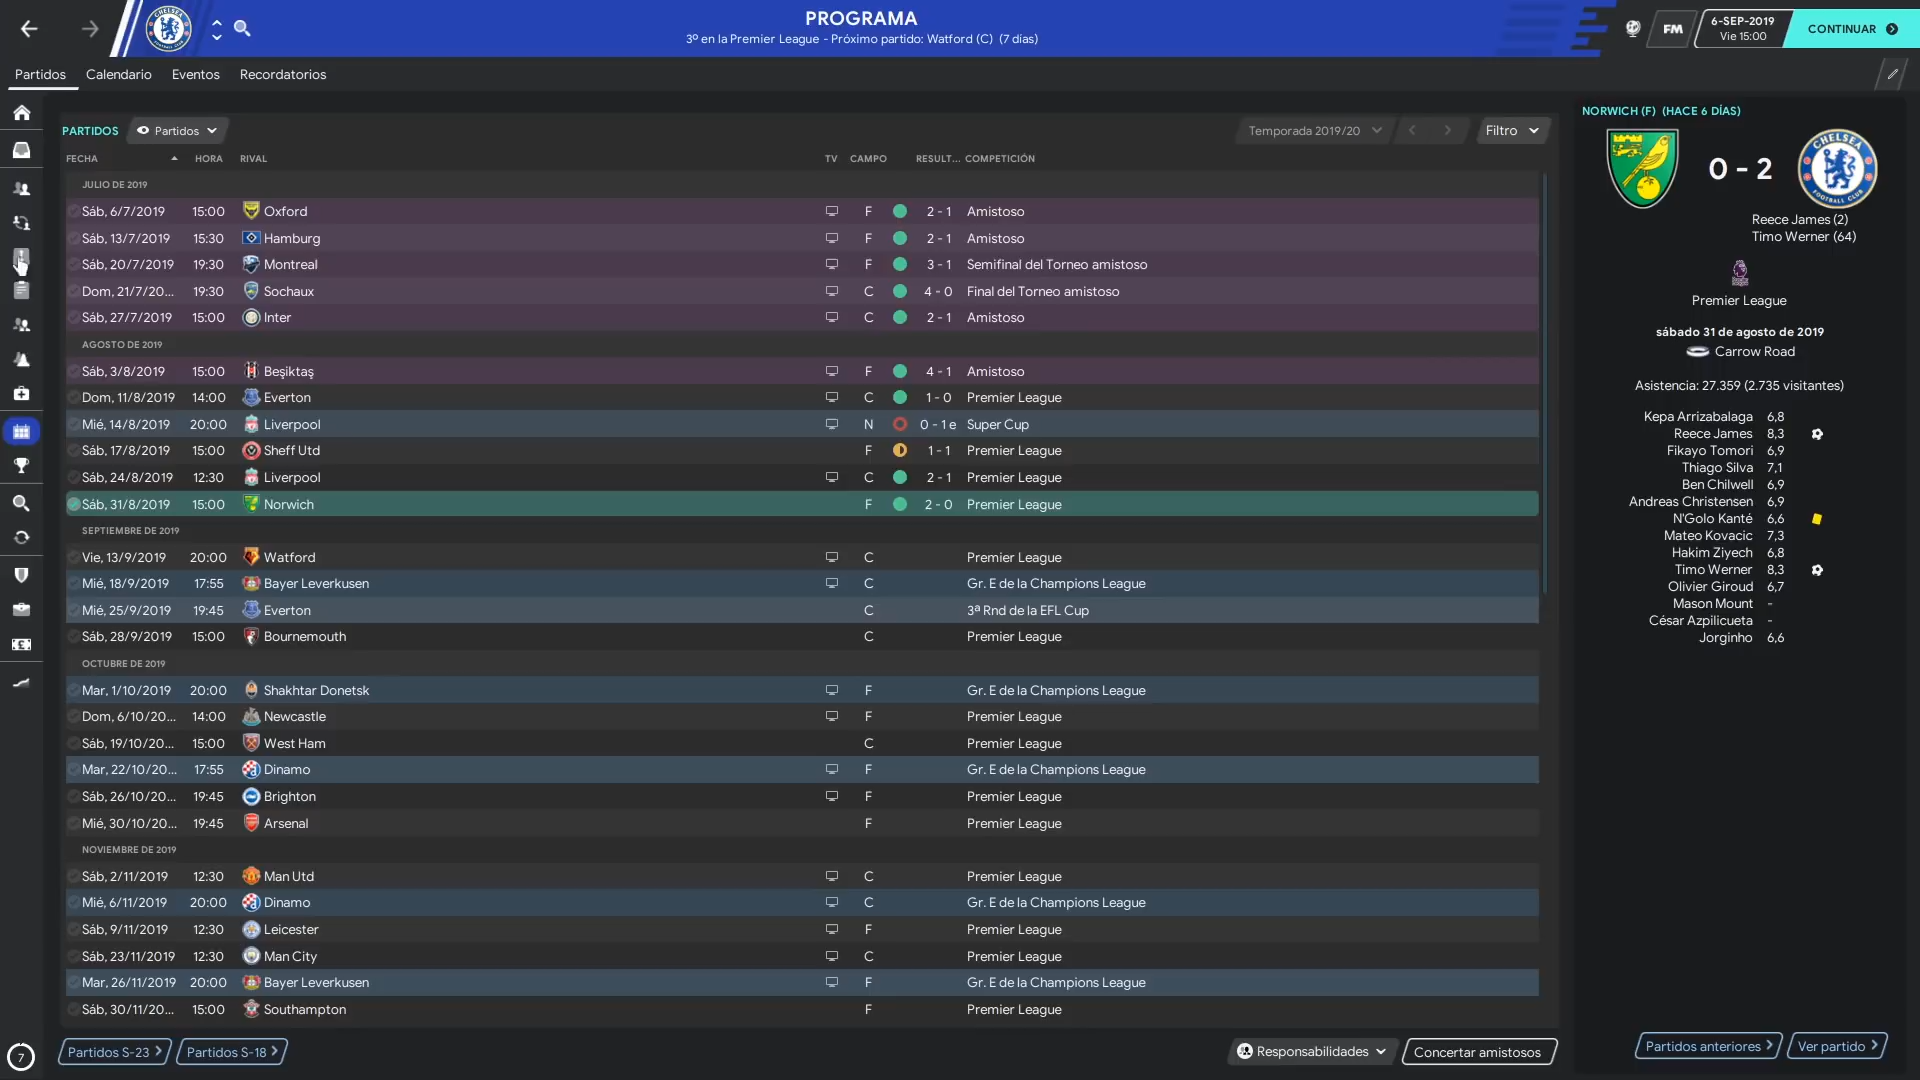 PROGRAMA
3º en la Premier League - Próximo partido: Watford (C) (7 días)
FM
6-SEP-2019
Vie 15:00
CONTINUAR
Partidos Calendario Eventos Recordatorios
PARTIDOS Partidos Temporada 2019/20 Filtro
FECHA HORA RIVAL TV CAMPO RESULT... COMPETICIÓN
JULIO DE 2019
Sáb, 6/7/2019 15:00 Oxford F 2 - 1 Amistoso
Sáb, 13/7/2019 15:30 Hamburg F 2 - 1 Amistoso
Sáb, 20/7/2019 19:30 Montreal F 3 - 1 Semifinal del Torneo amistoso
Dom, 21/7/20... 19:30 Sochaux C 4 - 0 Final del Torneo amistoso
Sáb, 27/7/2019 15:00 Inter C 2 - 1 Amistoso
AGOSTO DE 2019
Sáb, 3/8/2019 15:00 Beşiktaş F 4 - 1 Amistoso
Dom, 11/8/2019 14:00 Everton C 1 - 0 Premier League
Mié, 14/8/2019 20:00 Liverpool N 0 - 1 e Super Cup
Sáb, 17/8/2019 15:00 Sheff Utd F 1 - 1 Premier League
Sáb, 24/8/2019 12:30 Liverpool C 2 - 1 Premier League
Sáb, 31/8/2019 15:00 Norwich F 2 - 0 Premier League
SEPTIEMBRE DE 2019
Vie, 13/9/2019 20:00 Watford C Premier League
Mié, 18/9/2019 17:55 Bayer Leverkusen C Gr. E de la Champions League
Mié, 25/9/2019 19:45 Everton C 3ª Rnd de la EFL Cup
Sáb, 28/9/2019 15:00 Bournemouth C Premier League
OCTUBRE DE 2019
Mar, 1/10/2019 20:00 Shakhtar Donetsk F Gr. E de la Champions League
Dom, 6/10/20... 14:00 Newcastle F Premier League
Sáb, 19/10/20... 15:00 West Ham C Premier League
Mar, 22/10/20... 17:55 Dinamo F Gr. E de la Champions League
Sáb, 26/10/20... 19:45 Brighton F Premier League
Mié, 30/10/20... 19:45 Arsenal F Premier League
NOVIEMBRE DE 2019
Sáb, 2/11/2019 12:30 Man Utd C Premier League
Mié, 6/11/2019 20:00 Dinamo C Gr. E de la Champions League
Sáb, 9/11/2019 12:30 Leicester F Premier League
Sáb, 23/11/2019 12:30 Man City C Premier League
Mar, 26/11/2019 20:00 Bayer Leverkusen F Gr. E de la Champions League
Sáb, 30/11/20... 15:00 Southampton F Premier League
7
Partidos S-23 Partidos S-18 Responsabilidades Concertar amistosos
NORWICH (F) (HACE 6 DÍAS)
0 - 2
Reece James (2)
Timo Werner (64)
Premier League
sábado 31 de agosto de 2019
Carrow Road
Asistencia: 27.359 (2.735 visitantes)
Kepa Arrizabalaga 6,8
Reece James 8,3
Fikayo Tomori 6,9
Thiago Silva 7,1
Ben Chilwell 6,9
Andreas Christensen 6,9
N'Golo Kanté 6,6
Mateo Kovacic 7,3
Hakim Ziyech 6,8
Timo Werner 8,3
Olivier Giroud 6,7
Mason Mount -
César Azpilicueta -
Jorginho 6,6
Partidos anteriores Ver partido